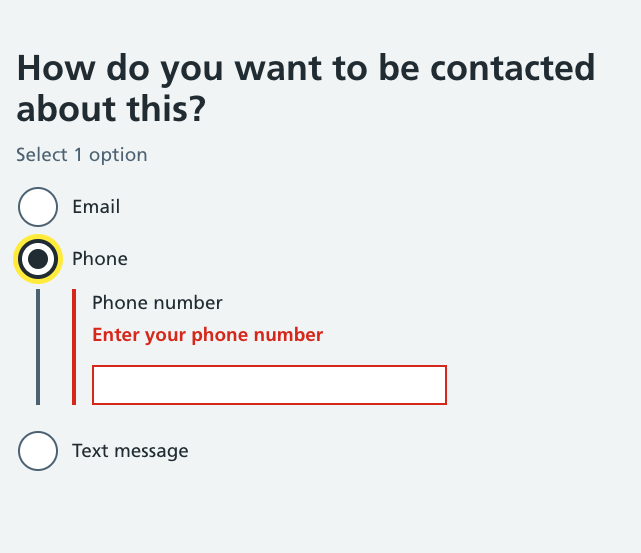 How do you want to be contacted
about this?
Select 1 option
Email
Phone
Phone number
Enter your phone number
Text message